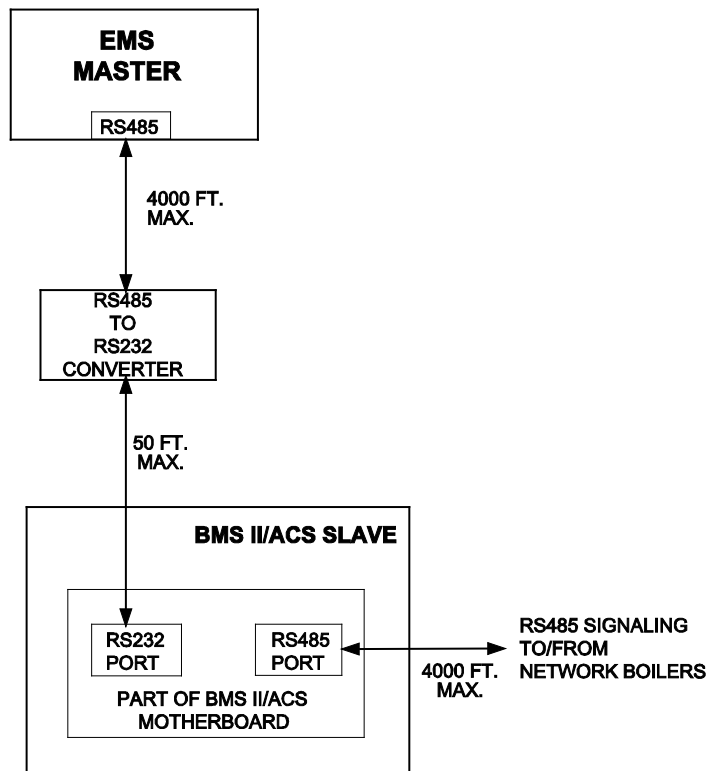 EMS
MASTER
RS485
4000 FT.
MAX.
RS485
TO
RS232
CONVERTER
50 FT.
MAX.
BMS II/ACS SLAVE
RS232
PORT
RS485
PORT
PART OF BMS II/ACS
MOTHERBOARD
4000 FT.
MAX.
RS485 SIGNALING
TO/FROM
NETWORK BOILERS